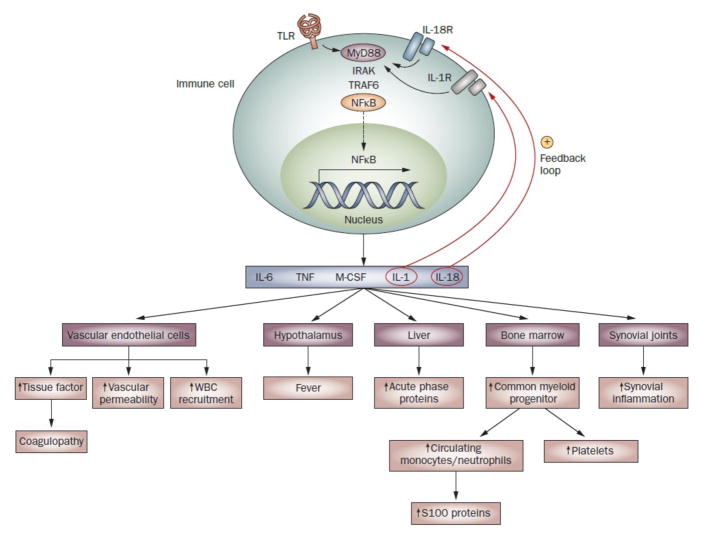 TLR
IL-18R
MyD88
IRAK
TRAF6
NFκB
IL-1R
Immune cell
NFκB
Nucleus
+
Feedback
loop
IL-6 TNF M-CSF IL-1 IL-18
Vascular endothelial cells
Hypothalamus
Liver
Bone marrow
Synovial joints
↑Tissue factor
↑Vascular
permeability
↑WBC
recruitment
Fever
↑Acute phase
proteins
↑Common myeloid
progenitor
↑Synovial
inflammation
Coagulopathy
↑Circulating
monocytes/neutrophils
↑Platelets
↑S100 proteins